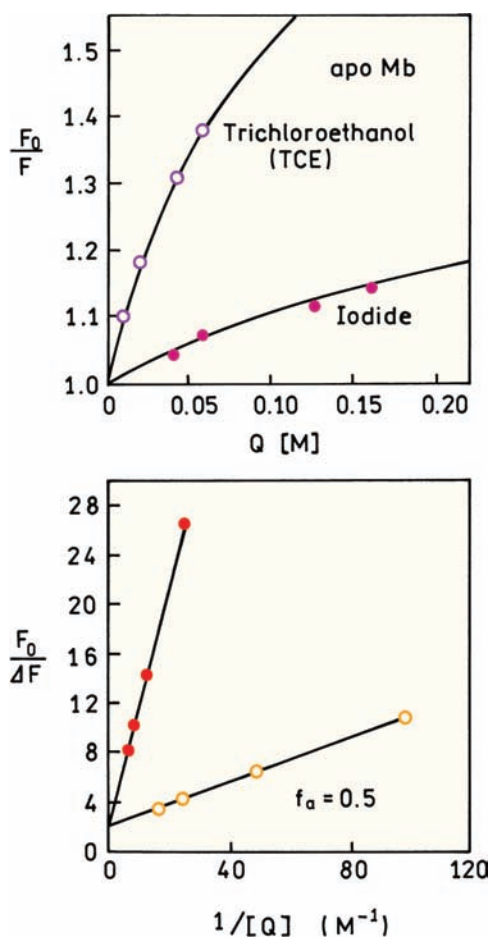 1.5
1.4
1.3
1.2
1.1
1.0
F₀/F
apo Mb
Trichloroethanol
(TCE)
Iodide
0 0.05 0.10 0.15 0.20
Q [M]
28
24
20
16
12
8
4
0
F₀/ΔF
fₐ = 0.5
0 40 80 120
1/[Q] (M⁻¹)